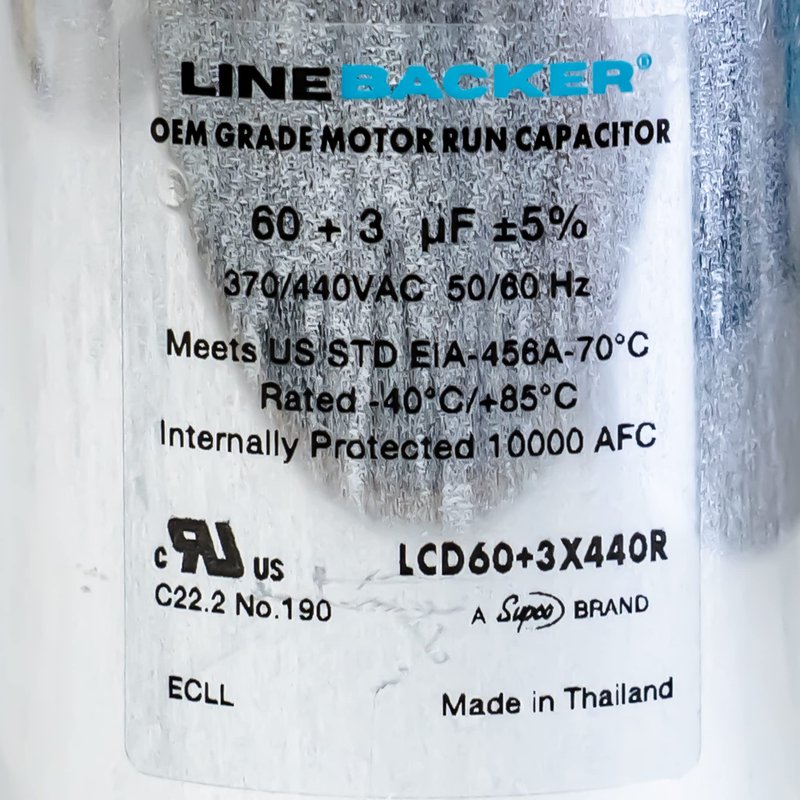 LINEBACKER®
OEM GRADE MOTOR RUN CAPACITOR
60 + 3 µF ±5%
370/440VAC 50/60 Hz
Meets US STD EIA-456A-70°C
Rated -40°C/+85°C
Internally Protected 10000 AFC
c RU US
LCD60+3X440R
C22.2 No.190
A Supco BRAND
ECLL
Made in Thailand